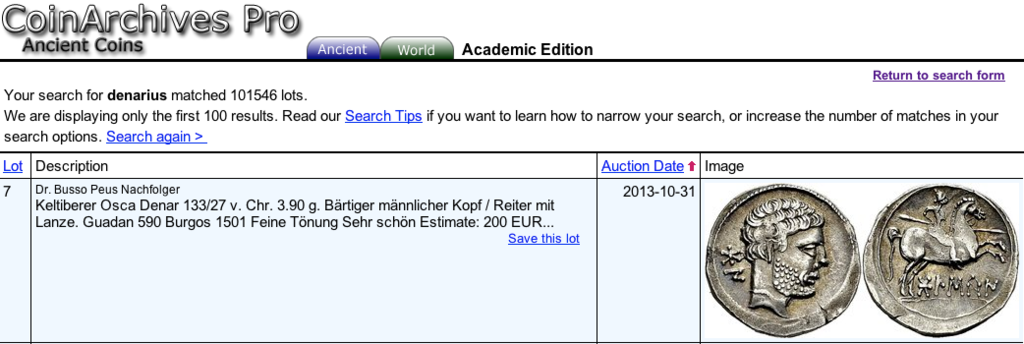 CoinArchives Pro
Ancient Coins
Ancient World Academic Edition
Return to search form
Your search for denarius matched 101546 lots.
We are displaying only the first 100 results. Read our Search Tips if you want to learn how to narrow your search, or increase the number of matches in your
search options. Search again >
Lot Description Auction Date Image
7 Dr. Busso Peus Nachfolger 2013-10-31
Keltiberer Osca Denar 133/27 v. Chr. 3.90 g. Bärtiger männlicher Kopf / Reiter mit
Lanze. Guadan 590 Burgos 1501 Feine Tönung Sehr schön Estimate: 200 EUR...
Save this lot